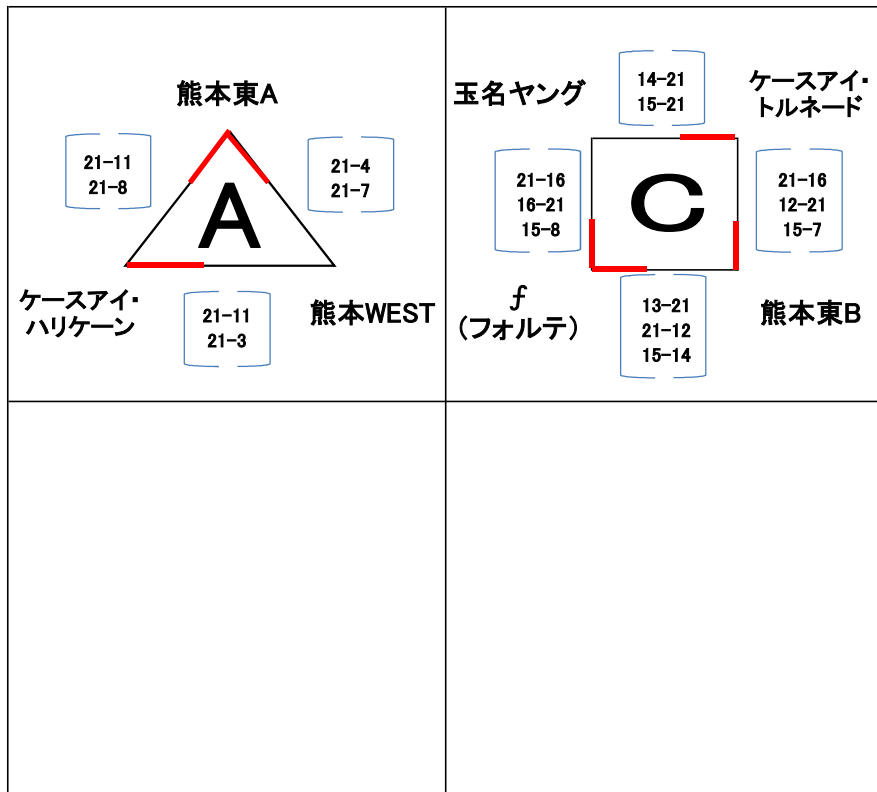 熊本東A
21-11
21-8
21-4
21-7
A
ケースアイ・
ハリケーン
21-11
21-3
熊本WEST
玉名ヤング
14-21
15-21
ケースアイ・
トルネード
21-16
16-21
15-8
C
21-16
12-21
15-7
f
（フォルテ）
13-21
21-12
15-14
熊本東B